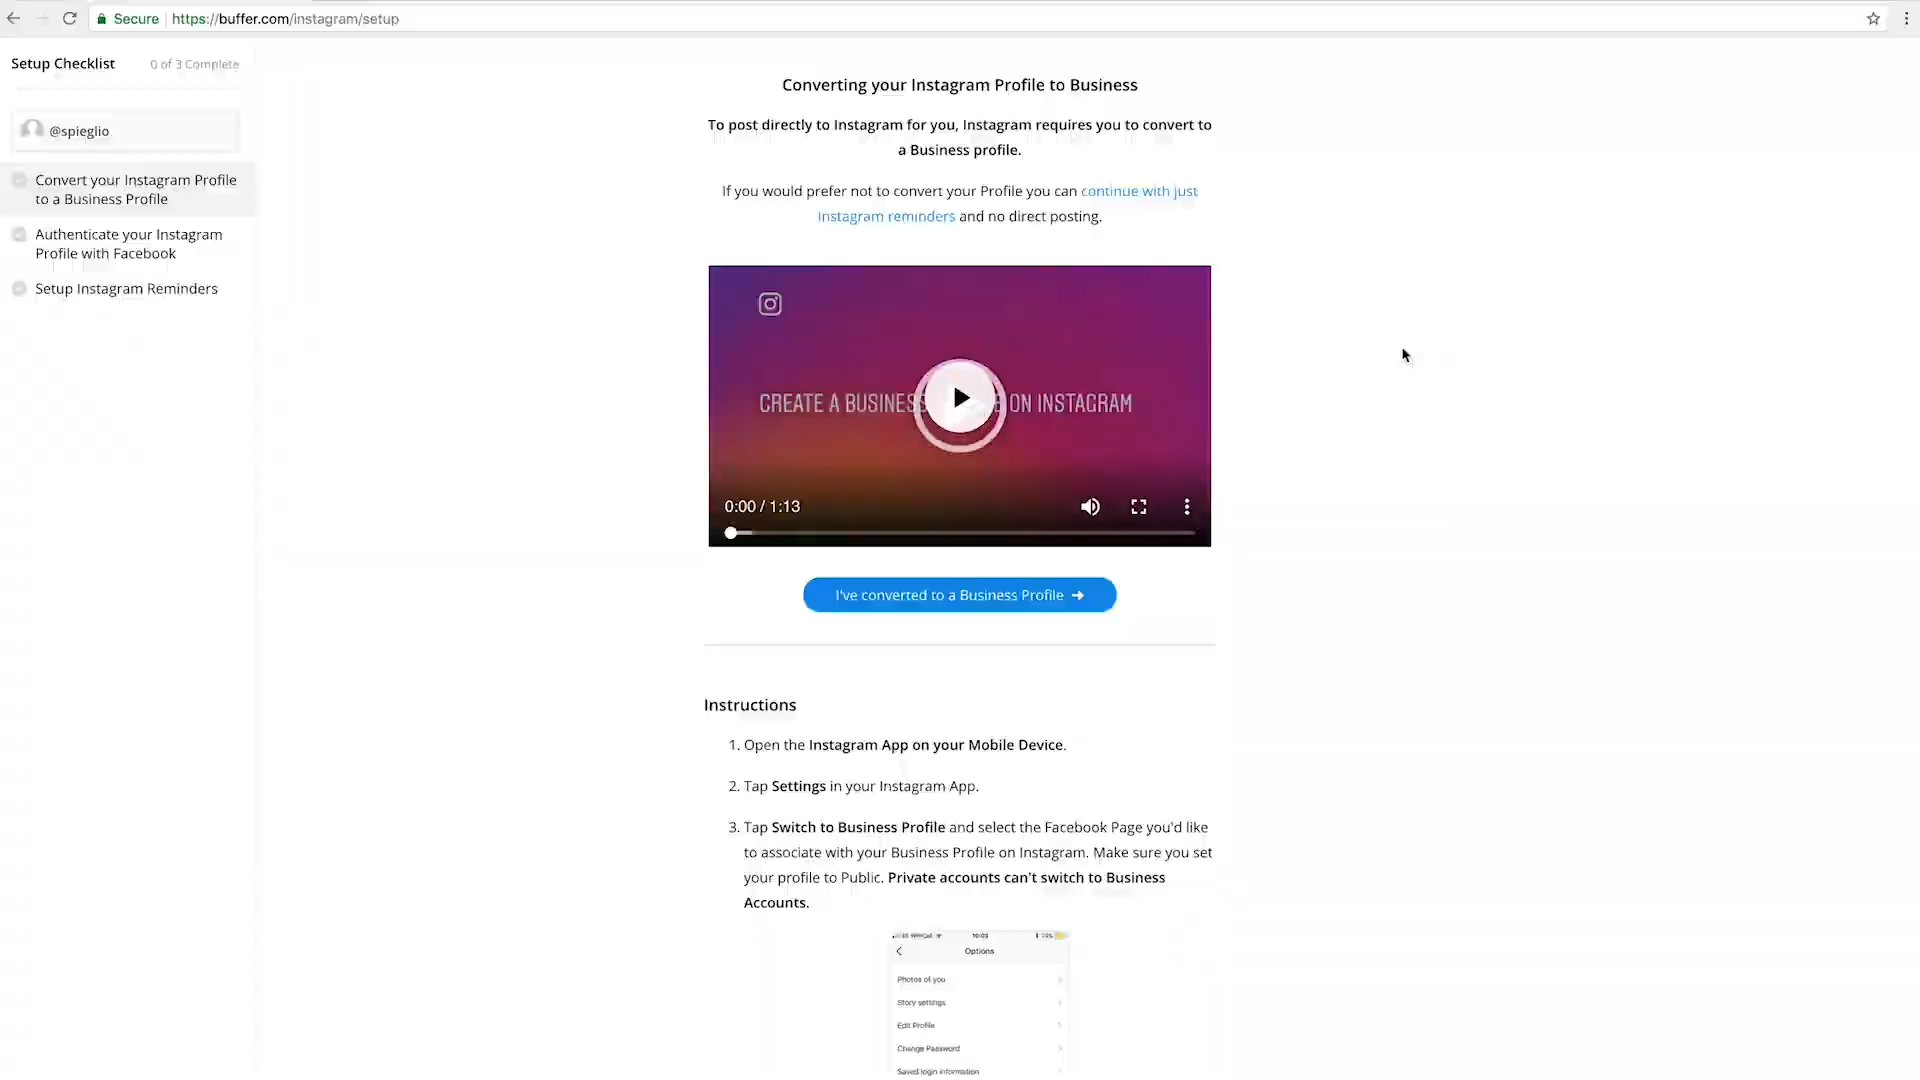 Secure https://buffer.com/instagram/setup
Setup Checklist 0 of 3 Complete
@spieglio
Convert your Instagram Profile
to a Business Profile
Authenticate your Instagram
Profile with Facebook
Setup Instagram Reminders
Converting your Instagram Profile to Business
To post directly to Instagram for you, Instagram requires you to convert to
a Business profile.
If you would prefer not to convert your Profile you can continue with just
Instagram reminders and no direct posting.
CREATE A BUSINESS ON INSTAGRAM
0:00 / 1:13
I've converted to a Business Profile →
Instructions
1. Open the Instagram App on your Mobile Device.
2. Tap Settings in your Instagram App.
3. Tap Switch to Business Profile and select the Facebook Page you'd like
to associate with your Business Profile on Instagram. Make sure you set
your profile to Public. Private accounts can't switch to Business
Accounts.
Options
Photos of you
Story settings
Edit Profile
Change Password
Saved login information